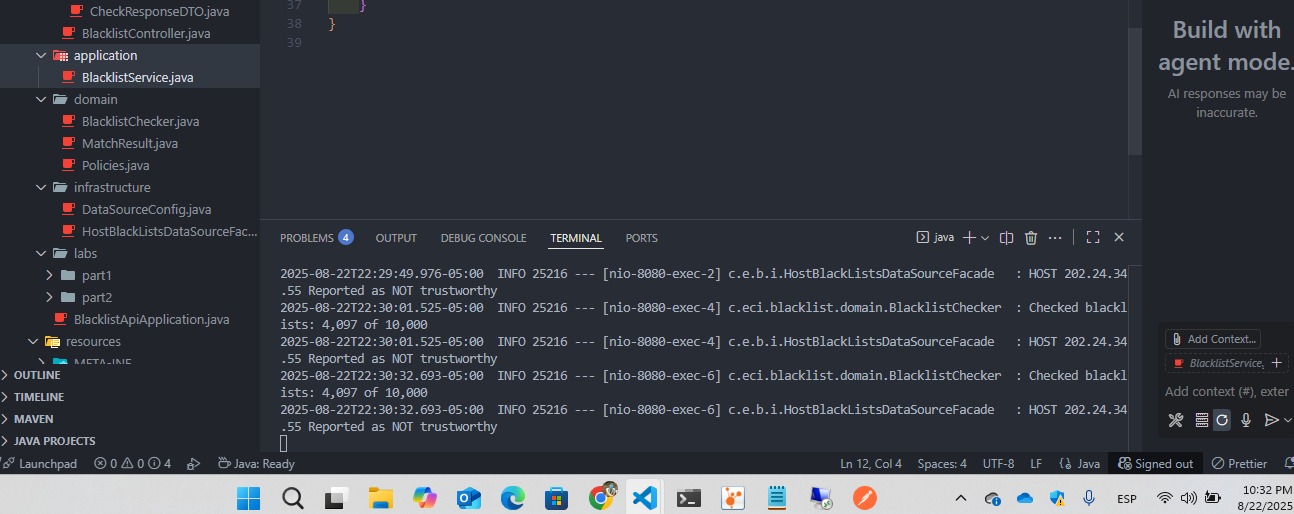 CheckResponseDTO.java
BlacklistController.java
application
BlacklistService.java
domain
BlacklistChecker.java
MatchResult.java
Policies.java
infrastructure
DataSourceConfig.java
HostBlackListsDataSourceFac...
labs
part1
part2
BlacklistApiApplication.java
resources
META-INF
OUTLINE
TIMELINE
MAVEN
JAVA PROJECTS
37 }
38 }
39
PROBLEMS 4 OUTPUT DEBUG CONSOLE TERMINAL PORTS java
2025-08-22T22:29:49.976-05:00 INFO 25216 --- [nio-8080-exec-2] c.e.b.i.HostBlackListsDataSourceFacade : HOST 202.24.34
.55 Reported as NOT trustworthy
2025-08-22T22:30:01.525-05:00 INFO 25216 --- [nio-8080-exec-4] c.eci.blacklist.domain.BlacklistChecker : Checked blackl
ists: 4,097 of 10,000
2025-08-22T22:30:01.525-05:00 INFO 25216 --- [nio-8080-exec-4] c.e.b.i.HostBlackListsDataSourceFacade : HOST 202.24.34
.55 Reported as NOT trustworthy
2025-08-22T22:30:32.693-05:00 INFO 25216 --- [nio-8080-exec-6] c.eci.blacklist.domain.BlacklistChecker : Checked blackl
ists: 4,097 of 10,000
2025-08-22T22:30:32.693-05:00 INFO 25216 --- [nio-8080-exec-6] c.e.b.i.HostBlackListsDataSourceFacade : HOST 202.24.34
.55 Reported as NOT trustworthy
Build with
agent mode.
AI responses may be
inaccurate.
Add Context...
BlacklistService.
Add context (#), exter
Launchpad 0 0 4 Java: Ready Ln 12, Col 4 Spaces: 4 UTF-8 LF {} Java Signed out Prettier
ESP
10:32 PM
8/22/2025